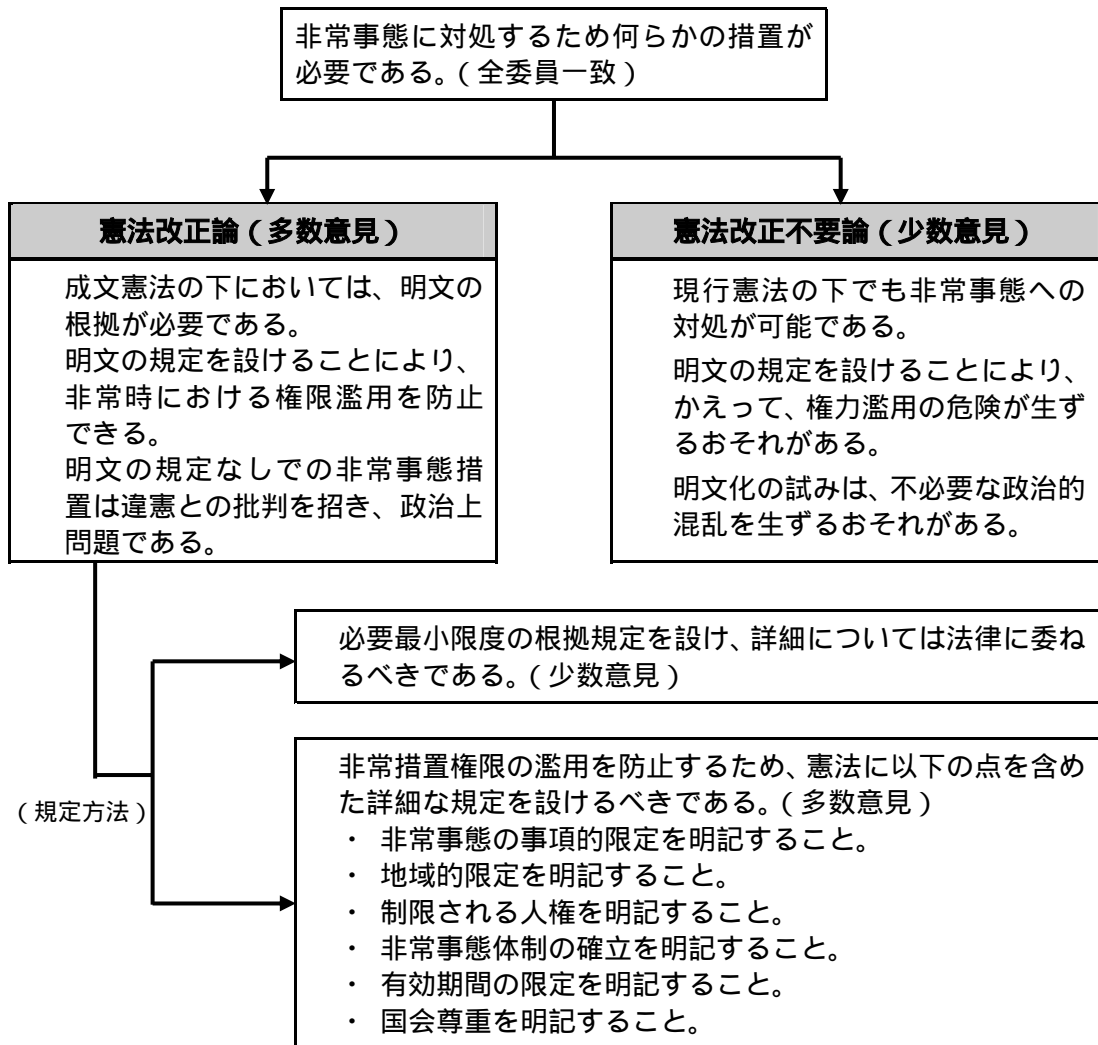 非常事態に対処するため何らかの措置が
必要である。（全委員一致）
憲法改正論（多数意見）
成文憲法の下においては、明文の
根拠が必要である。
明文の規定を設けることにより、
非常時における権限濫用を防止
できる。
明文の規定なしでの非常事態措
置は違憲との批判を招き、政治上
問題である。
憲法改正不要論（少数意見）
現行憲法の下でも非常事態への
対処が可能である。
明文の規定を設けることにより、
かえって、権力濫用の危険が生ず
るおそれがある。
明文化の試みは、不必要な政治的
混乱を生ずるおそれがある。
（規定方法）
必要最小限度の根拠規定を設け、詳細については法律に委ね
るべきである。（少数意見）
非常措置権限の濫用を防止するため、憲法に以下の点を含め
た詳細な規定を設けるべきである。（多数意見）
・ 非常事態の事項的限定を明記すること。
・ 地域的限定を明記すること。
・ 制限される人権を明記すること。
・ 非常事態体制の確立を明記すること。
・ 有効期間の限定を明記すること。
・ 国会尊重を明記すること。